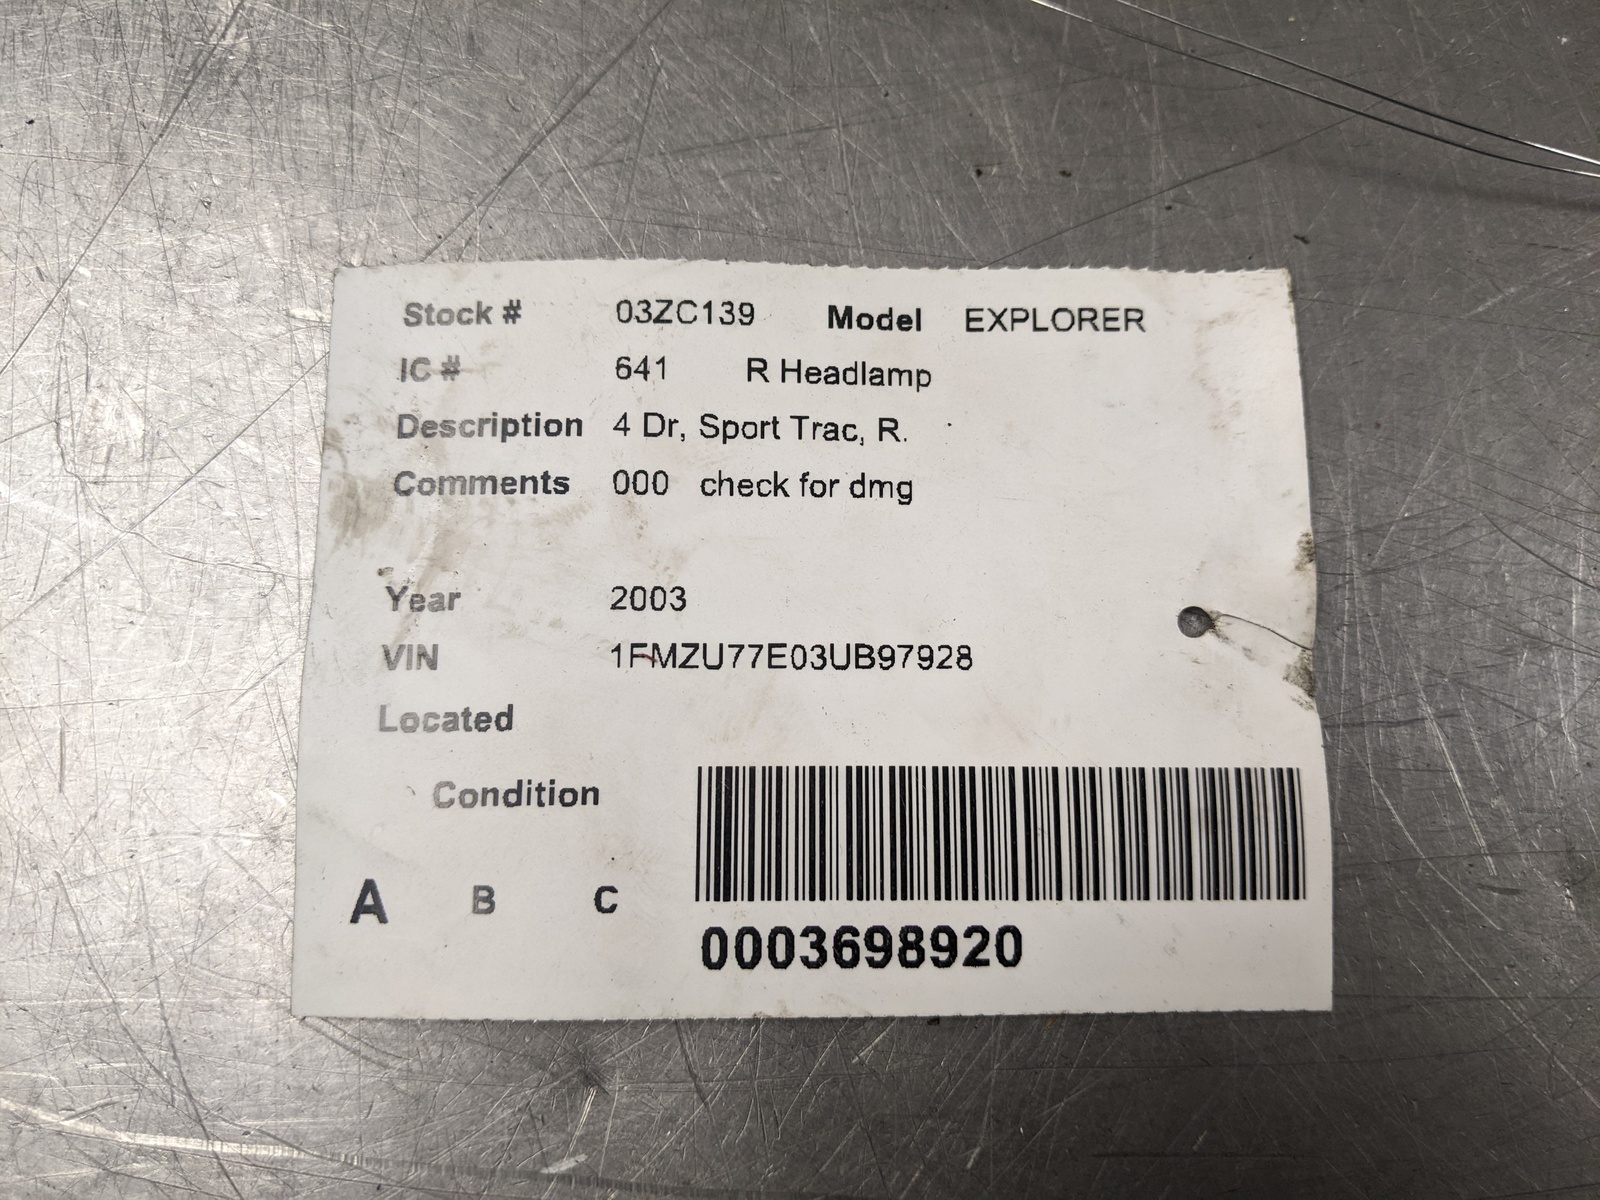 Stock # 03ZC139 Model EXPLORER
IC # 641 R Headlamp
Description 4 Dr, Sport Trac, R.
Comments 000 check for dmg
Year 2003
VIN 1FMZU77E03UB97928
Located
Condition
A B C
0003698920